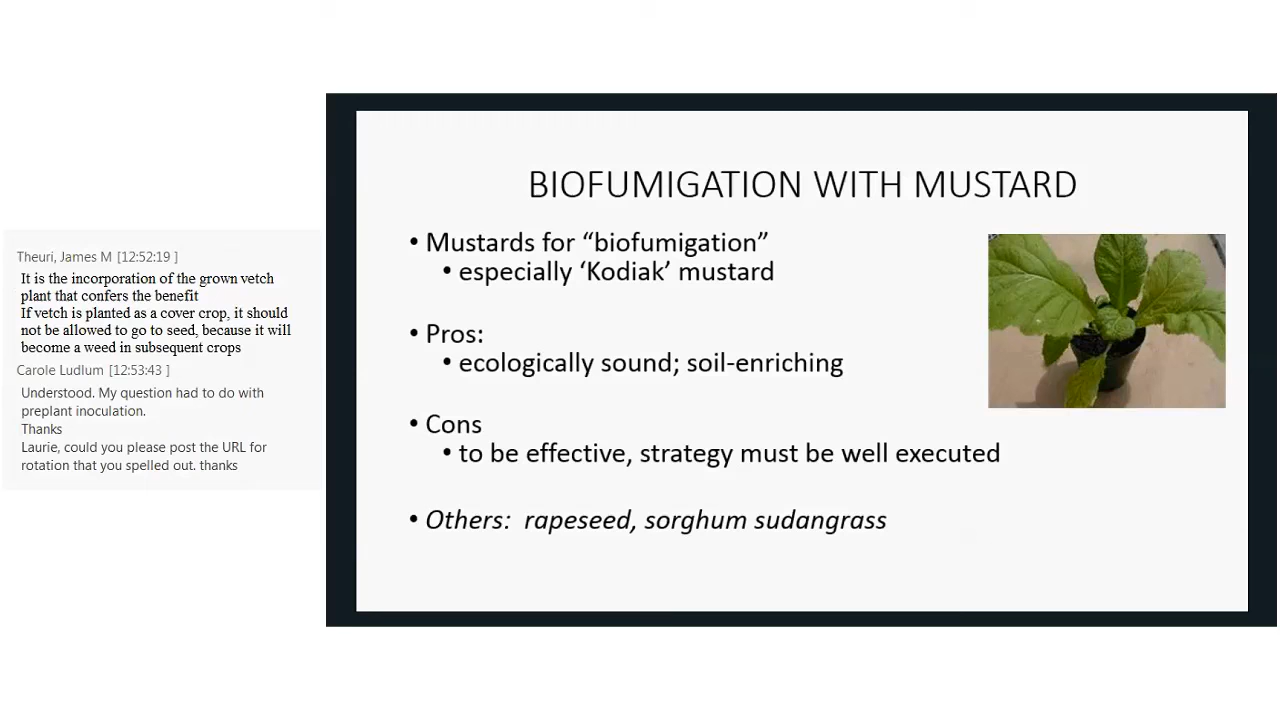 Theuri, James M [12:52:19 ]
It is the incorporation of the grown vetch
plant that confers the benefit
If vetch is planted as a cover crop, it should
not be allowed to go to seed, because it will
become a weed in subsequent crops
Carole Ludlum [12:53:43 ]
Understood. My question had to do with
preplant inoculation.
Thanks
Laurie, could you please post the URL for
rotation that you spelled out. thanks
BIOFUMIGATION WITH MUSTARD
• Mustards for “biofumigation”
• especially ‘Kodiak’ mustard
• Pros:
• ecologically sound; soil-enriching
• Cons
• to be effective, strategy must be well executed
• Others: rapeseed, sorghum sudangrass